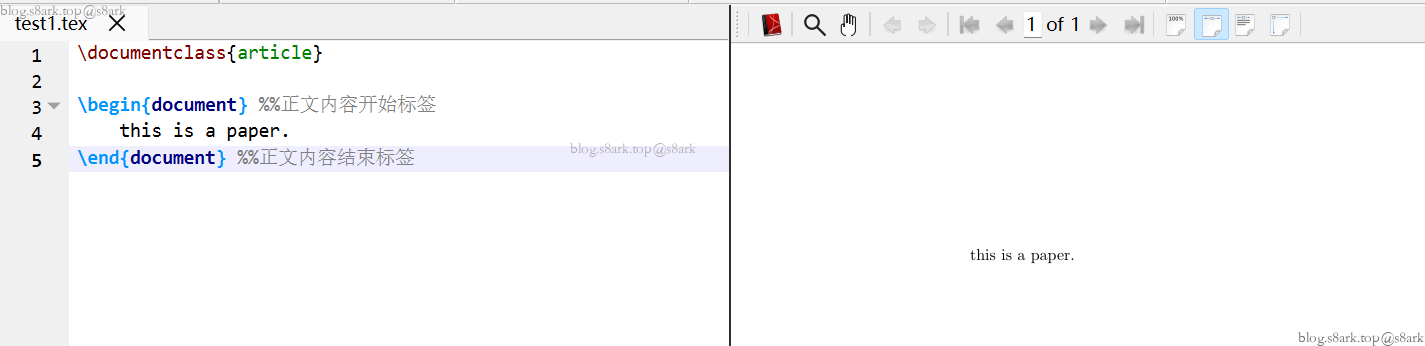 blog.s8ark.top@s8ark
test1.tex
1 \documentclass{article}
2
3 \begin{document} %%正文内容开始标签
4 this is a paper.
5 \end{document} %%正文内容结束标签
blog.s8ark.top@s8ark
1 of 1
100%
this is a paper.
blog.s8ark.top@s8ark